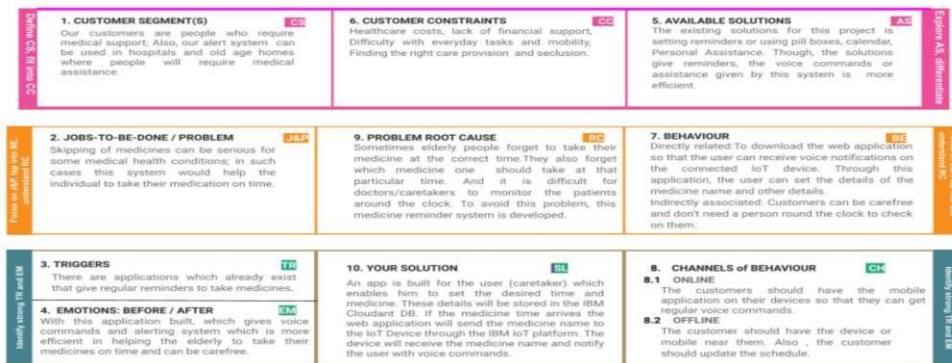 Define CS, fit into CC
1. CUSTOMER SEGMENT(S)
CS
Our customers are people who require
medical support; Also, our alert system can
be used in hospitals and old age homes
where people will require medical
assistance.
6. CUSTOMER CONSTRAINTS
CC
Healthcare costs, lack of financial support,
Difficulty with everyday tasks and mobility,
Finding the right care provision and seclusion.
5. AVAILABLE SOLUTIONS
AS
The existing solutions for this project is
setting reminders or using pill boxes, calendar,
Personal Assistance. Though, the solutions
give reminders, the voice commands or
assistance given by this system is more
efficient.
Explore AS, differentiate
Focus on J&P, tap into BE,
understand RC
2. JOBS-TO-BE-DONE / PROBLEM
J&P
Skipping of medicines can be serious for
some medical health conditions; in such
cases this system would help the
individual to take their medication on time.
9. PROBLEM ROOT CAUSE
RC
Sometimes elderly people forget to take their
medicine at the correct time.They also forget
which medicine one should take at that
particular time. And it is difficult for
doctors/caretakers to monitor the patients
around the clock. To avoid this problem, this
medicine reminder system is developed.
7. BEHAVIOUR
BE
Directly related:To download the web application
so that the user can receive voice notifications on
the connected IoT device. Through this
application, the user can set the details of the
medicine name and other details.
Indirectly associated: Customers can be carefree
and don't need a person round the clock to check
on them.
understand RC
Identify strong TR and EM
3. TRIGGERS
TR
There are applications which already exist
that give regular reminders to take medicines.
4. EMOTIONS: BEFORE / AFTER
EM
With this application built, which gives voice
commands and alerting system which is more
efficient in helping the elderly to take their
medicines on time and can be carefree.
10. YOUR SOLUTION
SL
An app is built for the user (caretaker) which
enables him to set the desired time and
medicine. These details will be stored in the IBM
Cloudant DB. If the medicine time arrives the
web application will send the medicine name to
the IoT Device through the IBM IoT platform. The
device will receive the medicine name and notify
the user with voice commands.
8. CHANNELS of BEHAVIOUR
CH
8.1 ONLINE
The customers should have the mobile
application on their devices so that they can get
regular voice commands.
8.2 OFFLINE
The customer should have the device or
mobile near them. Also , the customer
should update the schedule.
Identify strong TR